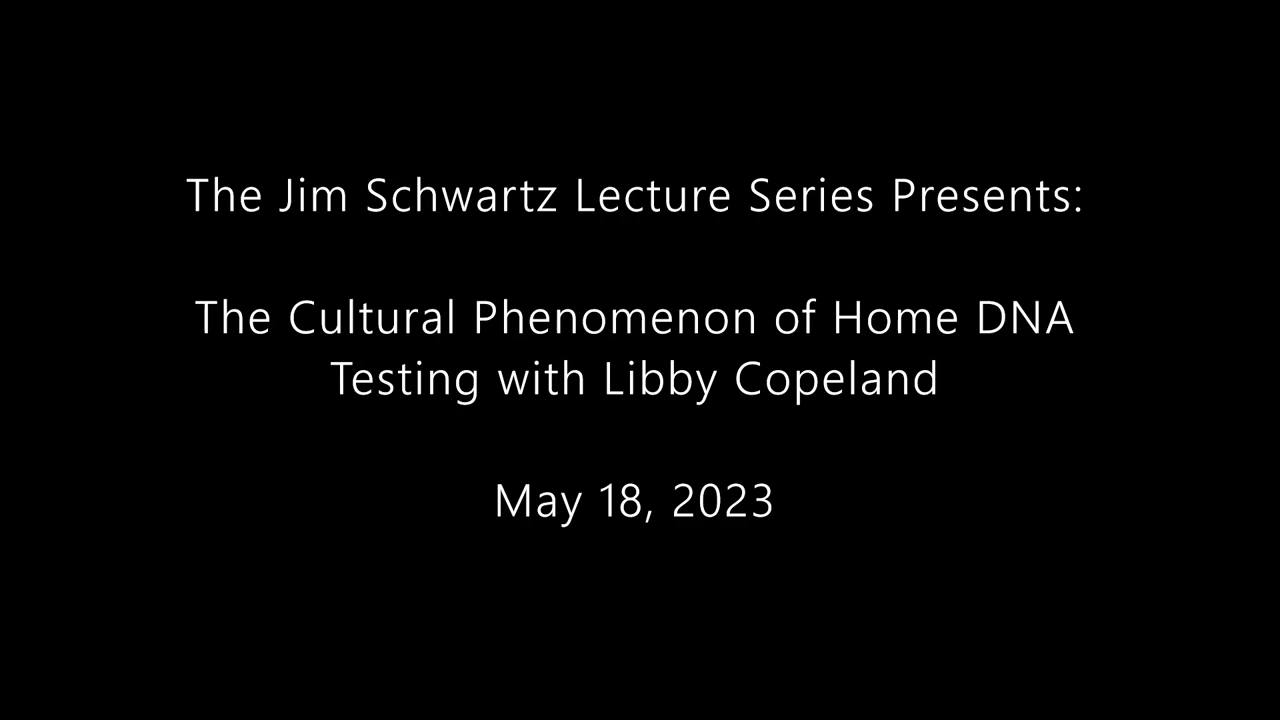 The Jim Schwartz Lecture Series Presents:
The Cultural Phenomenon of Home DNA
Testing with Libby Copeland
May 18, 2023